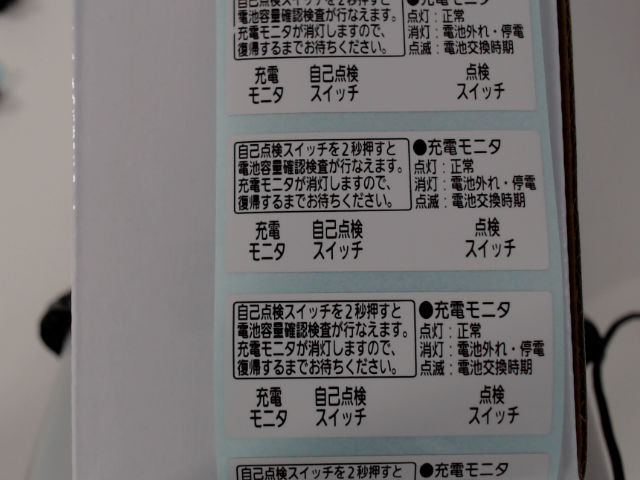 自己点検スイッチを2秒押すと
電池容量確認検査が行なえます。
充電モニタが消灯しますので、
復帰するまでお待ちください。
●充電モニタ
点灯：正常
消灯：電池外れ・停電
点滅：電池交換時期
充電
モニタ
自己点検
スイッチ
点検
スイッチ
自己点検スイッチを2秒押すと
電池容量確認検査が行なえます。
充電モニタが消灯しますので、
復帰するまでお待ちください。
●充電モニタ
点灯：正常
消灯：電池外れ・停電
点滅：電池交換時期
充電
モニタ
自己点検
スイッチ
点検
スイッチ
自己点検スイッチを2秒押すと
電池容量確認検査が行なえます。
充電モニタが消灯しますので、
復帰するまでお待ちください。
●充電モニタ
点灯：正常
消灯：電池外れ・停電
点滅：電池交換時期
充電
モニタ
自己点検
スイッチ
点検
スイッチ
自己点検スイッチを2秒押すと
●充電モニタ